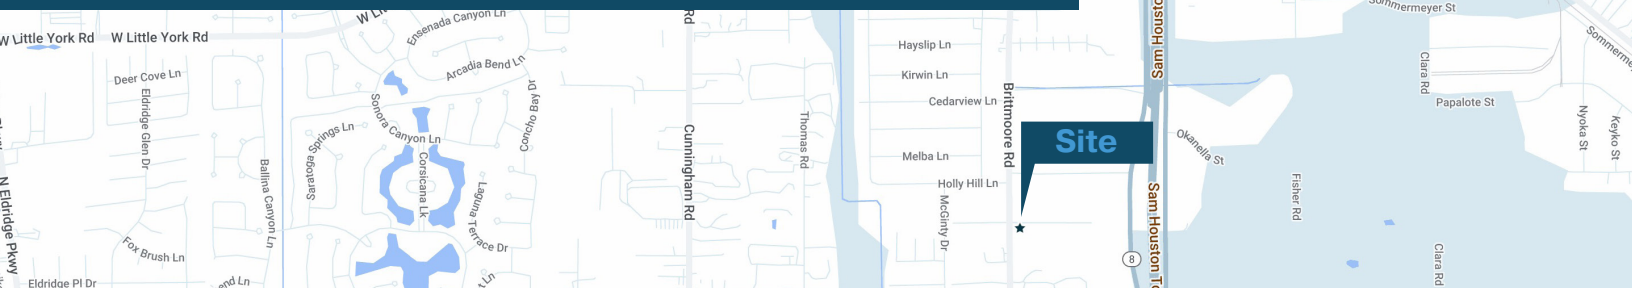 W Little York Rd
W Little York Rd
Ensenada Canyon Ln
Rd
Sam Houston
Sommermeyer St
Deer Cove Ln
Arcadia Bend Ln
Hayslip Ln
Kirwin Ln
Cedarview Ln
Clara Rd
Papalote St
Eldridge Glen Dr
Sonora Canyon Ln
Concho Bay Dr
Saratoga Springs Ln
Cunningham Rd
Thomas Rd
Brittmoore Rd
Site
Okanella St
Nyoka St
Keyko St
Melba Ln
Holly Hill Ln
Ballina Canyon Ln
Corsicana Lk
Laguna Terrace Dr
McGinty Dr
Fisher Rd
N Eldridge Pkwy
Fox Brush Ln
8
Sam Houston
Clara Rd
Eldridge Pl Dr
Ln